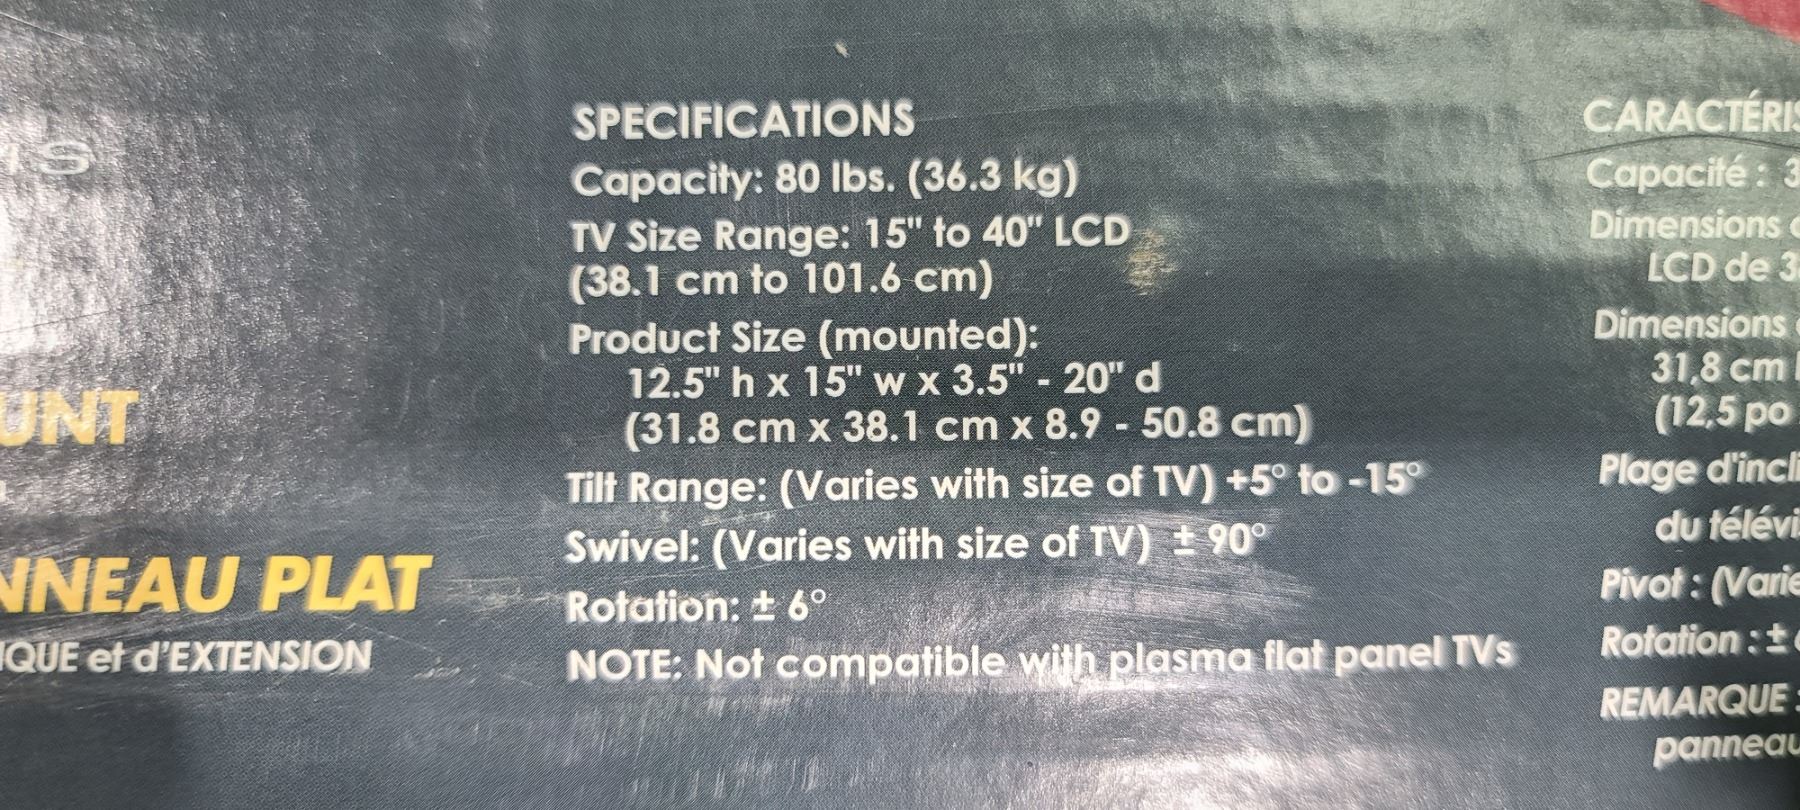 IS
UNT
NNEAU PLAT
IQUE et d'EXTENSION
SPECIFICATIONS
Capacity: 80 lbs. (36.3 kg)
TV Size Range: 15" to 40" LCD
(38.1 cm to 101.6 cm)
Product Size (mounted):
12.5" h x 15" w x 3.5" - 20" d
(31.8 cm x 38.1 cm x 8.9 - 50.8 cm)
Tilt Range: (Varies with size of TV) +5° to -15°
Swivel: (Varies with size of TV) ± 90°
Rotation: ± 6°
NOTE: Not compatible with plasma flat panel TVs
CARACTÉRIS
Capacité : 3
Dimensions
LCD de 3
Dimensions
31,8 cm
(12,5 po
Plage d'incli
du télévi
Pivot : (Varie
Rotation : ±
REMARQUE :
panneau